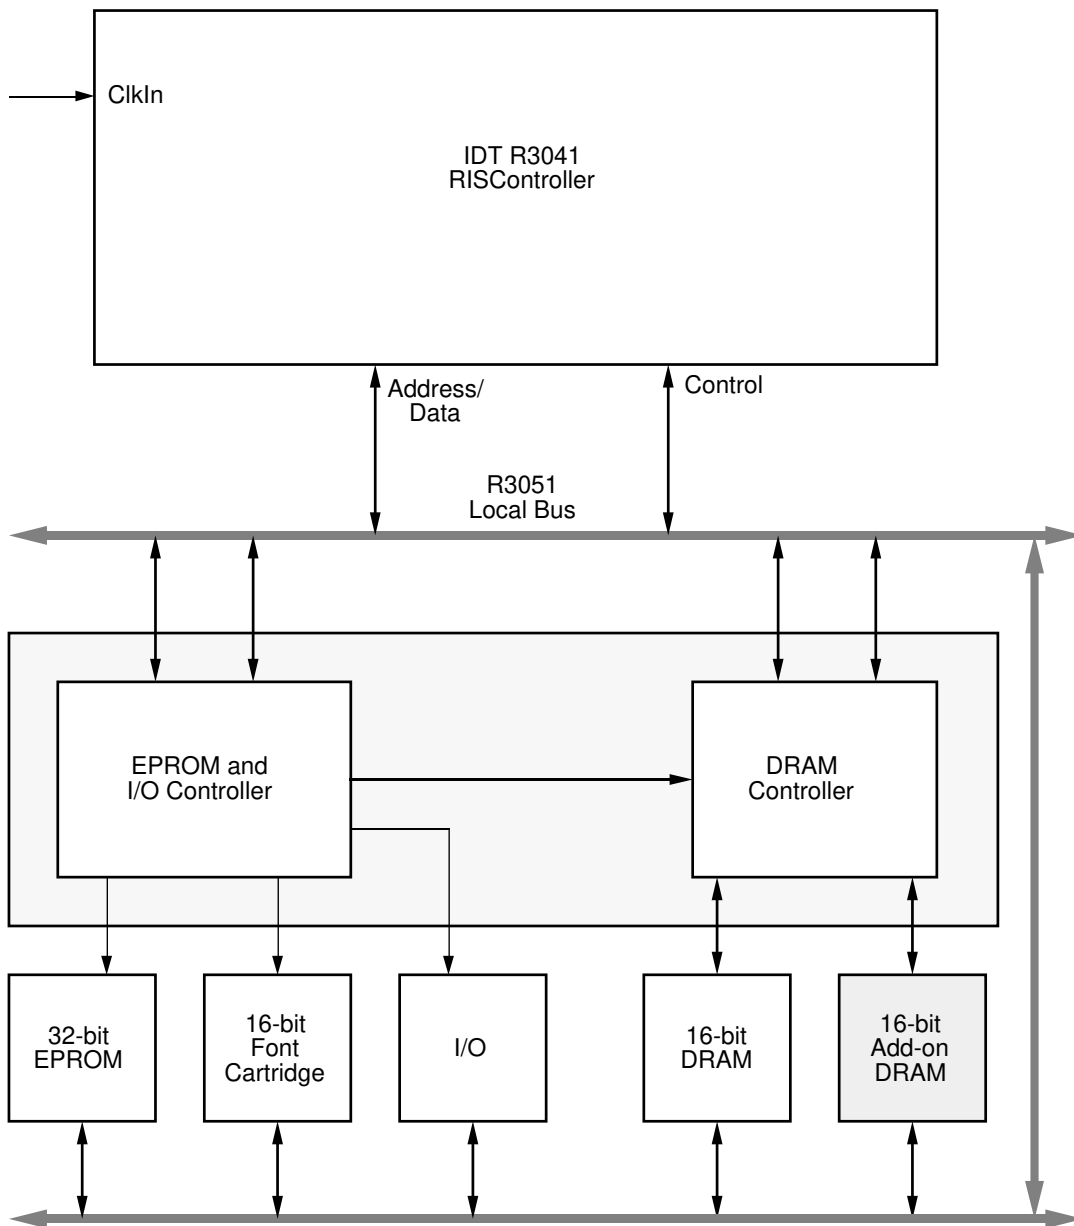 ClkIn
IDT R3041
RISController
Address/
Data
Control
R3051
Local Bus
EPROM and
I/O Controller
DRAM
Controller
32-bit
EPROM
16-bit
Font
Cartridge
I/O
16-bit
DRAM
16-bit
Add-on
DRAM